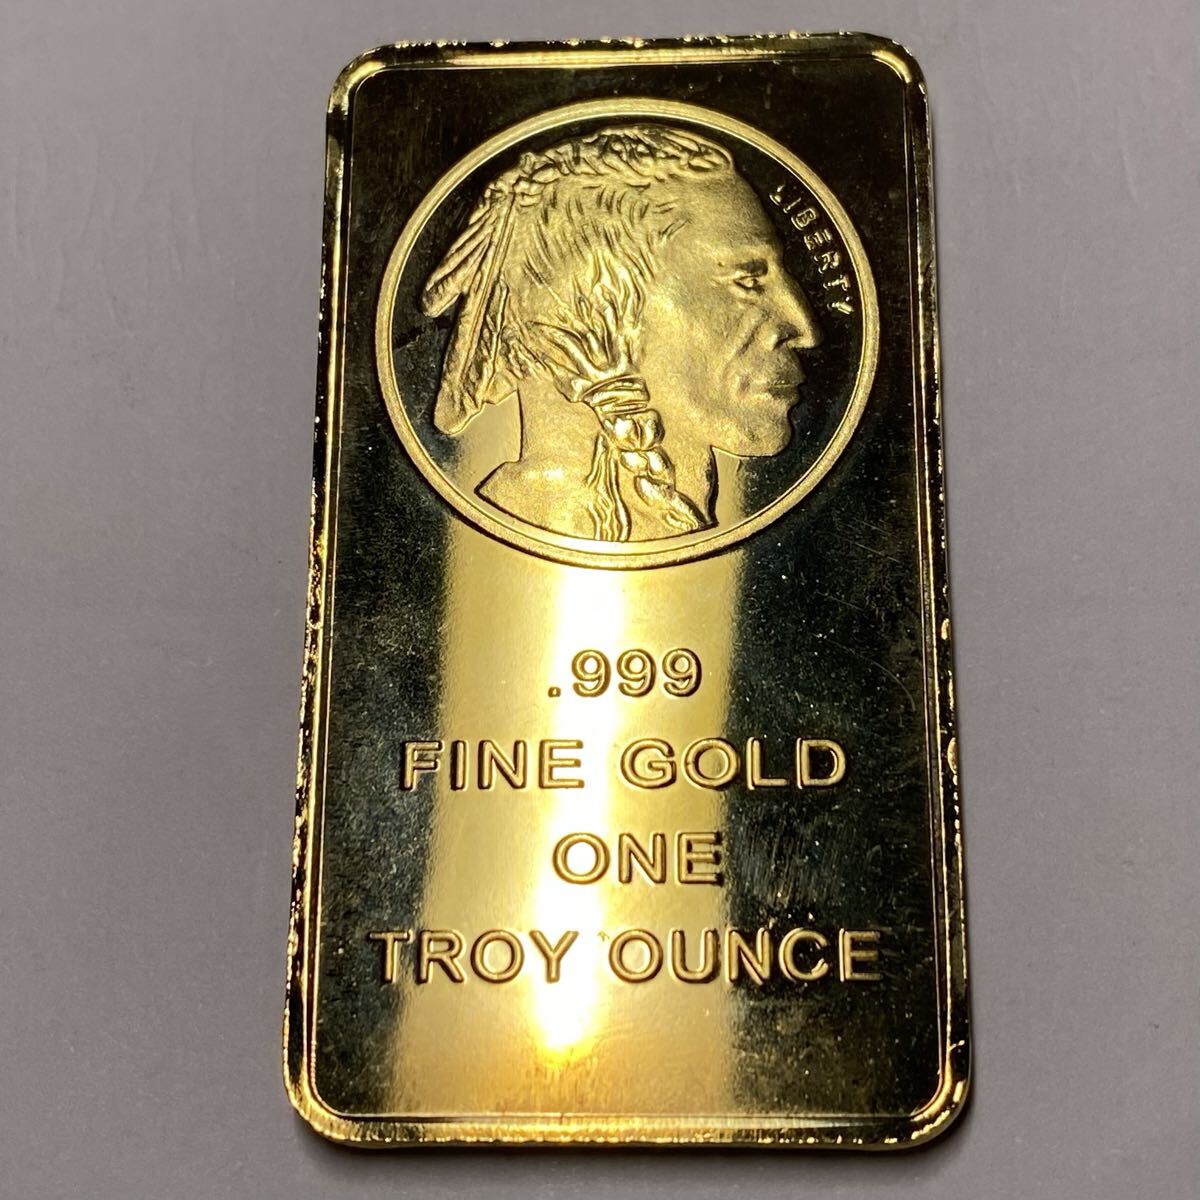 LIBERTY
.999
FINE GOLD
ONE
TROY OUNCE